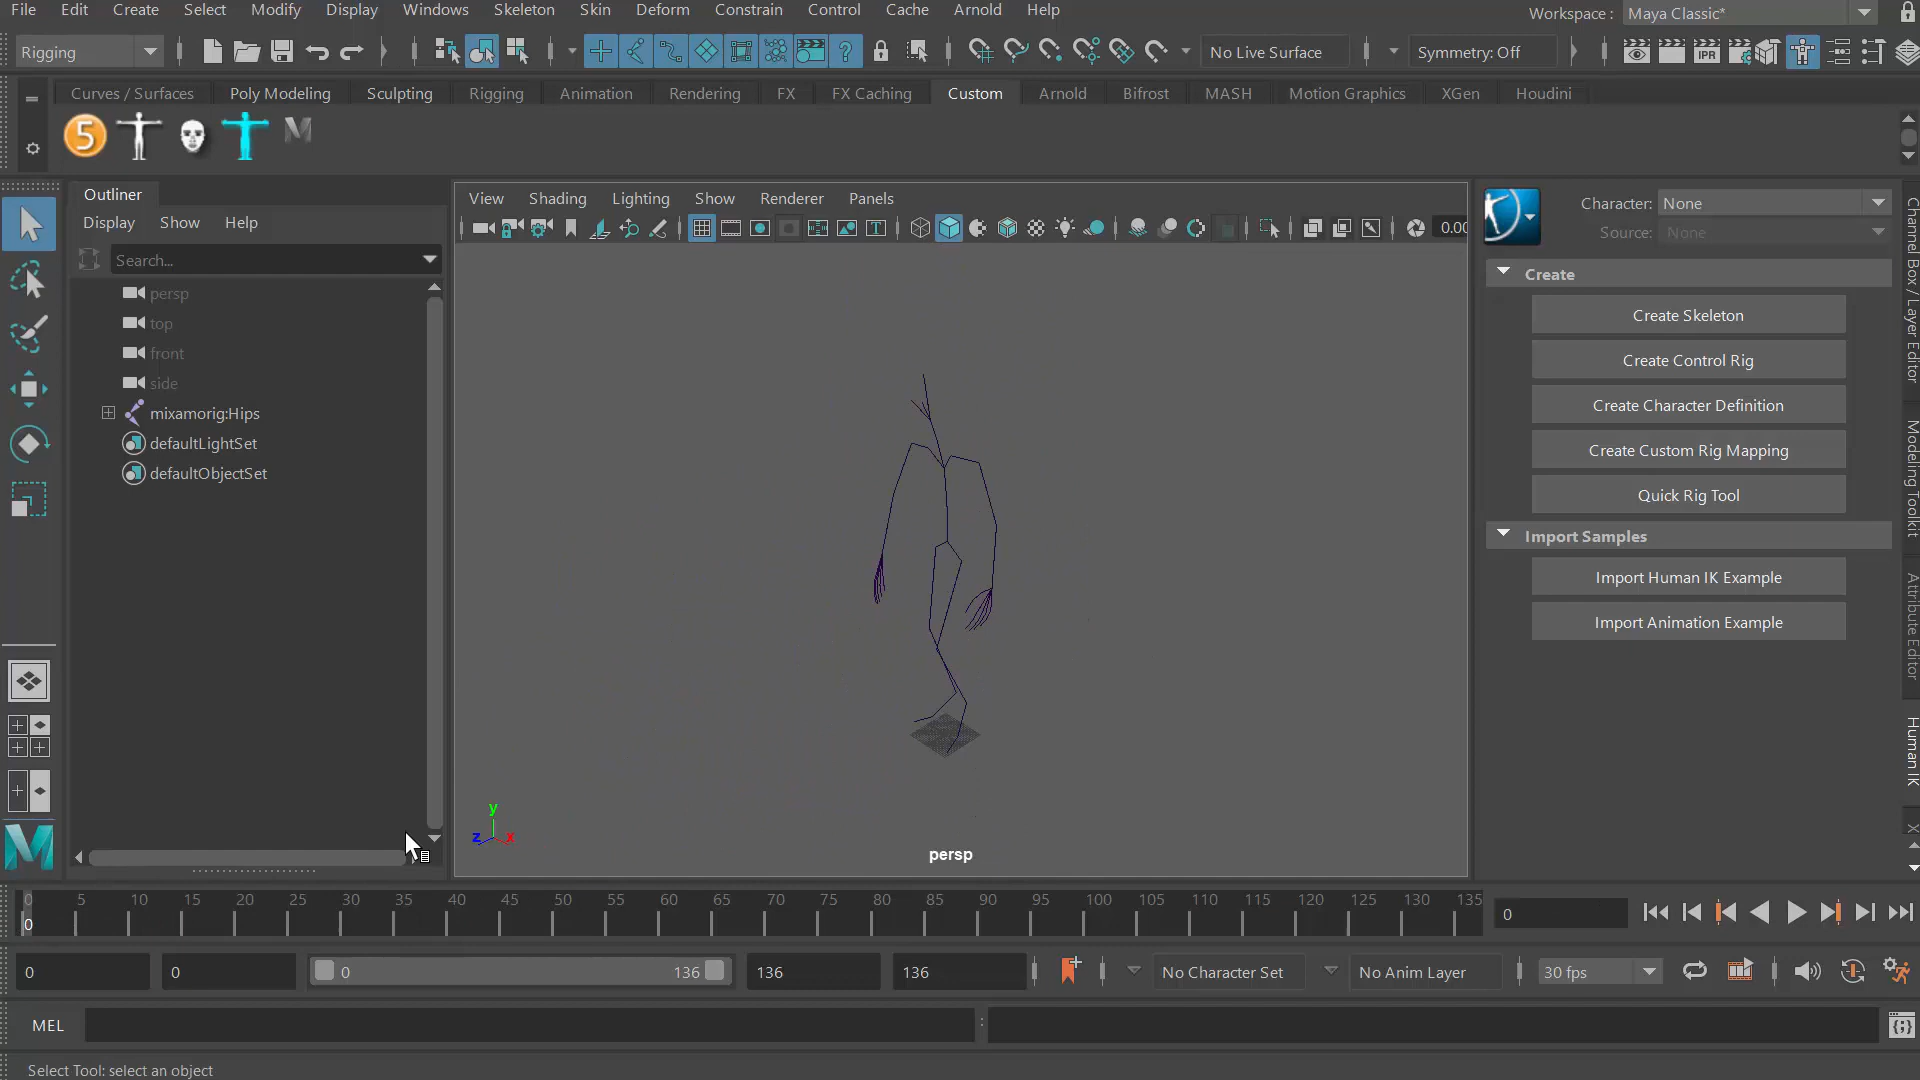 File Edit Create Select Modify Display Windows Skeleton Skin Deform Constrain Control Cache Arnold Help
Workspace : Maya Classic*
Rigging
No Live Surface
Symmetry: Off
IPR
Curves / Surfaces Poly Modeling Sculpting Rigging Animation Rendering FX FX Caching Custom Arnold Bifrost MASH Motion Graphics XGen Houdini
5
M
Outliner
Display Show Help
Search...
persp
top
front
side
mixamorig:Hips
defaultLightSet
defaultObjectSet
View Shading Lighting Show Renderer Panels
0.00
y
z x
persp
Character: None
Source: None
Create
Create Skeleton
Create Control Rig
Create Character Definition
Create Custom Rig Mapping
Quick Rig Tool
Import Samples
Import Human IK Example
Import Animation Example
Channel Box / Layer Editor
Modeling Toolkit
Attribute Editor
Human IK
X
M
0 5 10 15 20 25 30 35 40 45 50 55 60 65 70 75 80 85 90 95 100 105 110 115 120 125 130 135
0
0
0 0 0 136 136 136 No Character Set No Anim Layer 30 fps
MEL
Select Tool: select an object